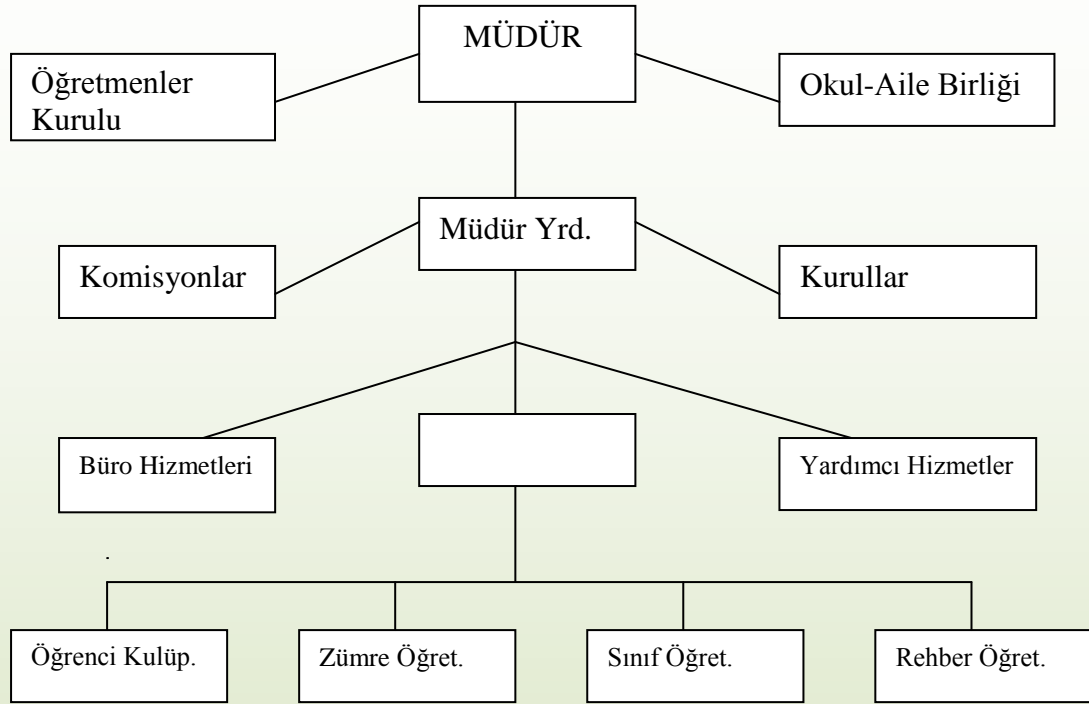 MÜDÜR
Öğretmenler
Kurulu
Okul-Aile Birliği
Müdür Yrd.
Komisyonlar
Kurullar
Büro Hizmetleri
Yardımcı Hizmetler
.
Öğrenci Kulüp.
Zümre Öğret.
Sınıf Öğret.
Rehber Öğret.